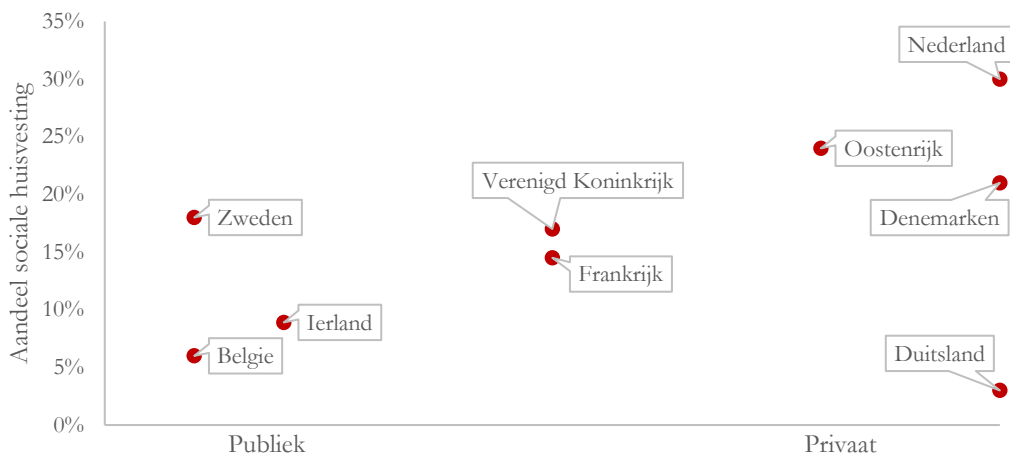 35%
30%
25%
20%
15%
10%
5%
0%
Aandeel sociale huisvesting
Nederland
Oostenrijk
Verenigd Koninkrijk
Zweden
Denemarken
Frankrijk
Ierland
Belgie
Duitsland
Publiek
Privaat